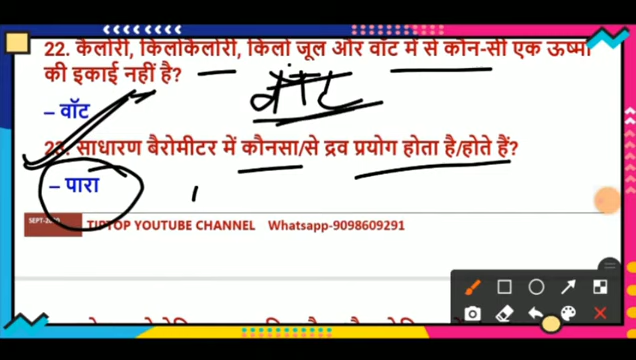 22. कैलोरी, किलोकैलोरी, किलो जूल और वॉट में से कौन-सी एक ऊष्मा
की इकाई नहीं है?
– वॉट
23. साधारण बैरोमीटर में कौनसा/से द्रव प्रयोग होता है/होते हैं?
– पारा
TIPTOP YOUTUBE CHANNEL Whatsapp-9098609291